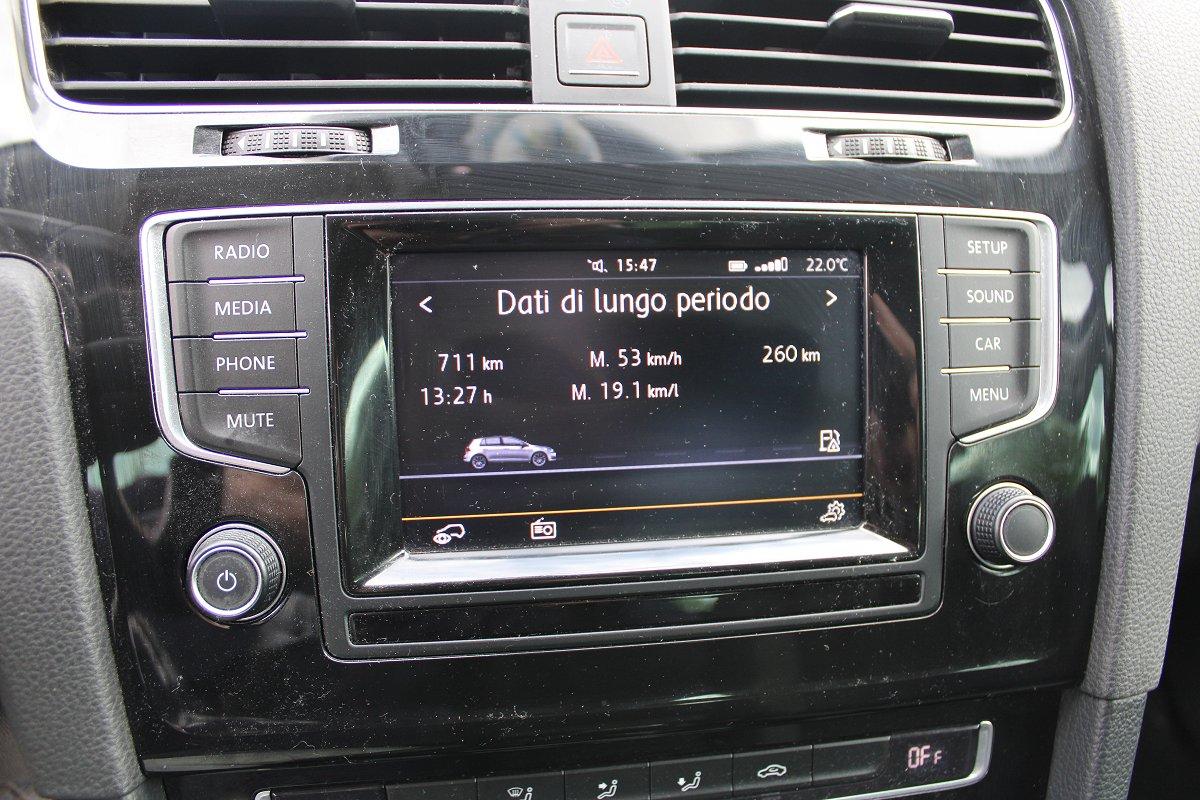 RADIO
MEDIA
PHONE
MUTE
15:47
22.0°C
< Dati di lungo periodo >
711 km
M. 53 km/h
260 km
13:27 h
M. 19.1 km/l
SETUP
SOUND
CAR
MENU
OFF